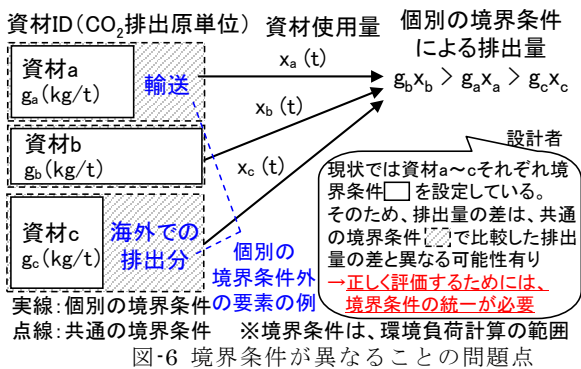 資材ID(CO₂排出原単位)
資材使用量
個別の境界条件
による排出量
gbxb > gaxa > gcxc
資材a
ga(kg/t)
輸送
xa (t)
資材b
gb(kg/t)
xb (t)
資材c
gc(kg/t)
海外での
排出分
xc (t)
個別の
境界条件外
の要素の例
設計者
現状では資材a~cそれぞれ境
界条件 を設定している。
そのため、排出量の差は、共通
の境界条件 で比較した排出
量の差と異なる可能性有り
→正しく評価するためには、
境界条件の統一が必要
実線:個別の境界条件
点線:共通の境界条件 ※境界条件は、環境負荷計算の範囲
図-6 境界条件が異なることの問題点